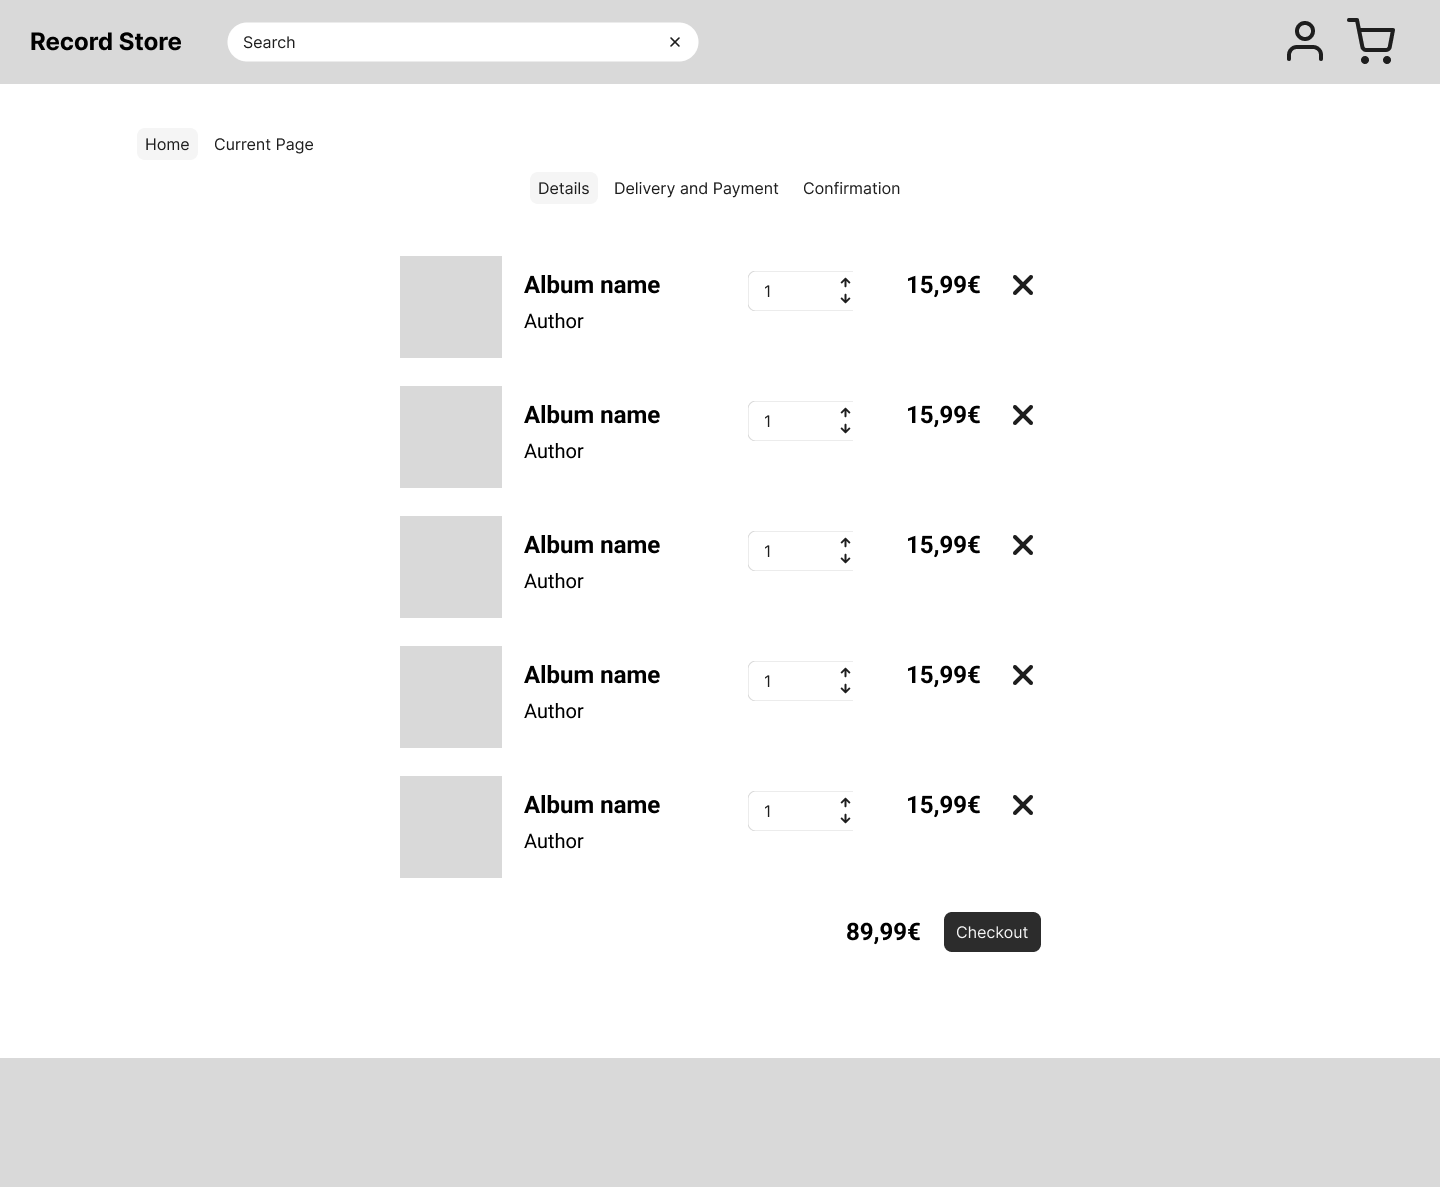 Record Store
Search
Home Current Page
Details Delivery and Payment Confirmation
Album name 1 15,99€
Author
Album name 1 15,99€
Author
Album name 1 15,99€
Author
Album name 1 15,99€
Author
Album name 1 15,99€
Author
89,99€ Checkout